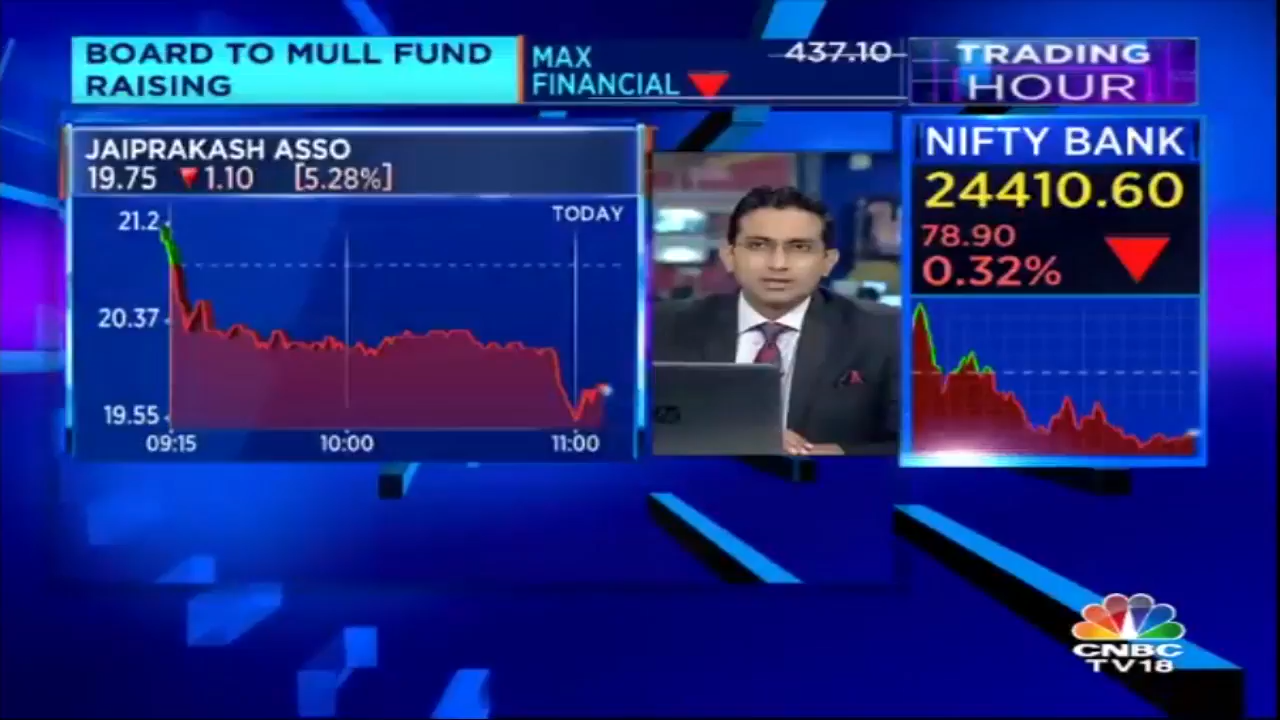 BOARD TO MULL FUND
RAISING
MAX
FINANCIAL
437.10
TRADING
HOUR
JAIPRAKASH ASSO
19.75 ▼1.10 [5.28%]
TODAY
21.2
20.37
19.55
09:15 10:00 11:00
NIFTY BANK
24410.60
78.90
0.32%
CNBC
TV18